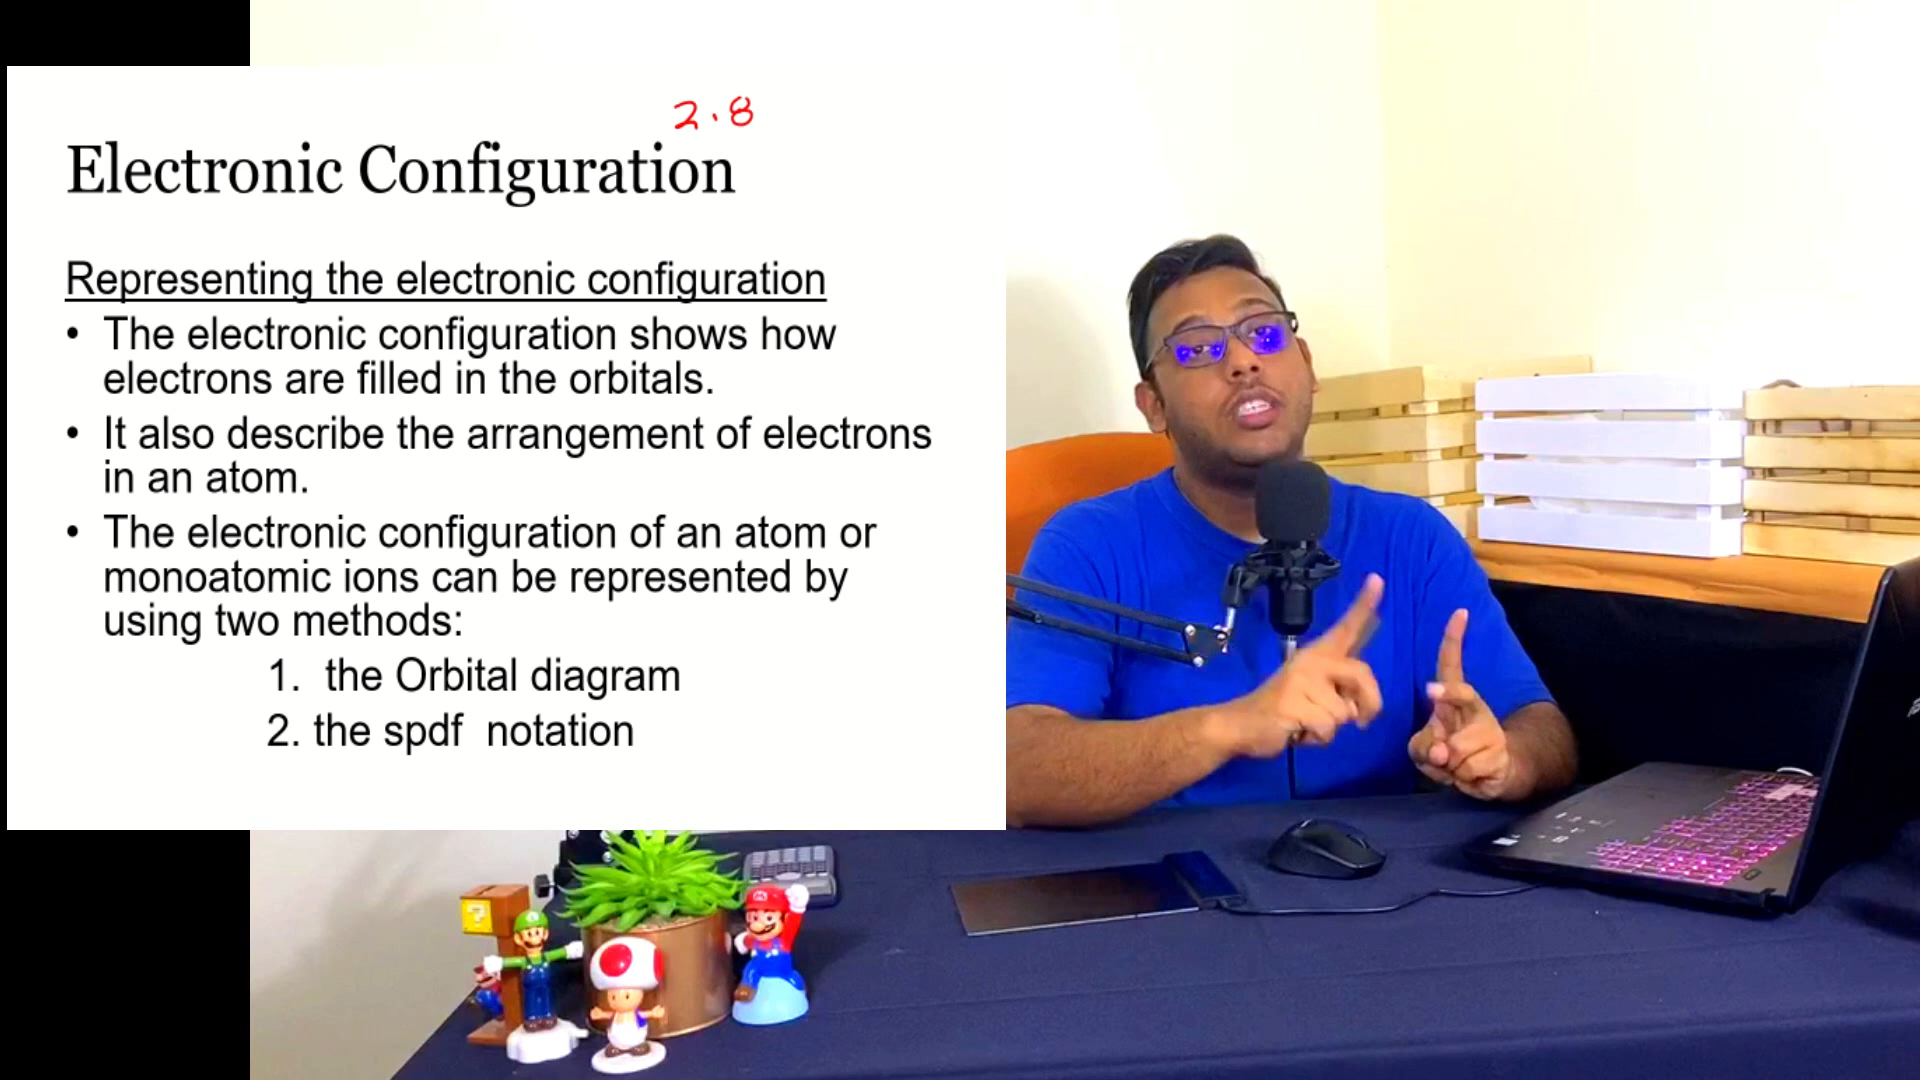 2.8
Electronic Configuration
Representing the electronic configuration
• The electronic configuration shows how
electrons are filled in the orbitals.
• It also describe the arrangement of electrons
in an atom.
• The electronic configuration of an atom or
monoatomic ions can be represented by
using two methods:
1. the Orbital diagram
2. the spdf notation
?
M